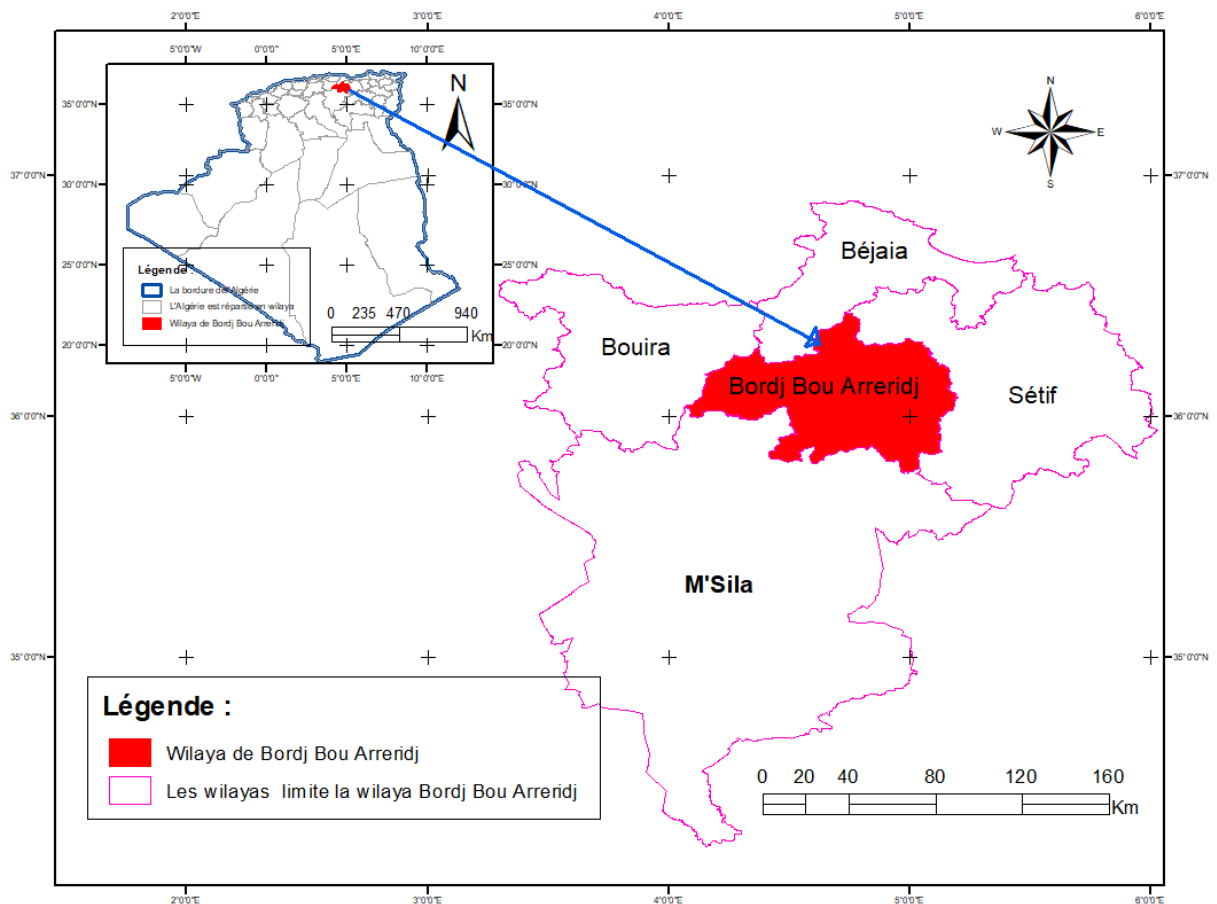 2°0'0"E 3°0'0"E 4°0'0"E 5°0'0"E 6°0'0"E
5°0'0"W 0°0'0" 5°0'0"E 10°0'0"E
N
35°0'0"N 35°0'0"N
30°0'0"N 30°0'0"N
25°0'0"N 25°0'0"N
20°0'0"N 20°0'0"N
Légende :
La bordure de l'Algérie
L'Algérie est répartie en wilaya
Wilaya de Bordj Bou Arreridj
0 235 470 940
Km
5°0'0"W 0°0'0" 5°0'0"E 10°0'0"E
N
W E
S
37°0'0"N 37°0'0"N
Béjaia
Bouira
Bordj Bou Arreridj
Sétif
36°0'0"N 36°0'0"N
M'Sila
35°0'0"N 35°0'0"N
Légende :
Wilaya de Bordj Bou Arreridj
Les wilayas limite la wilaya Bordj Bou Arreridj
0 20 40 80 120 160
Km
2°0'0"E 3°0'0"E 4°0'0"E 5°0'0"E 6°0'0"E